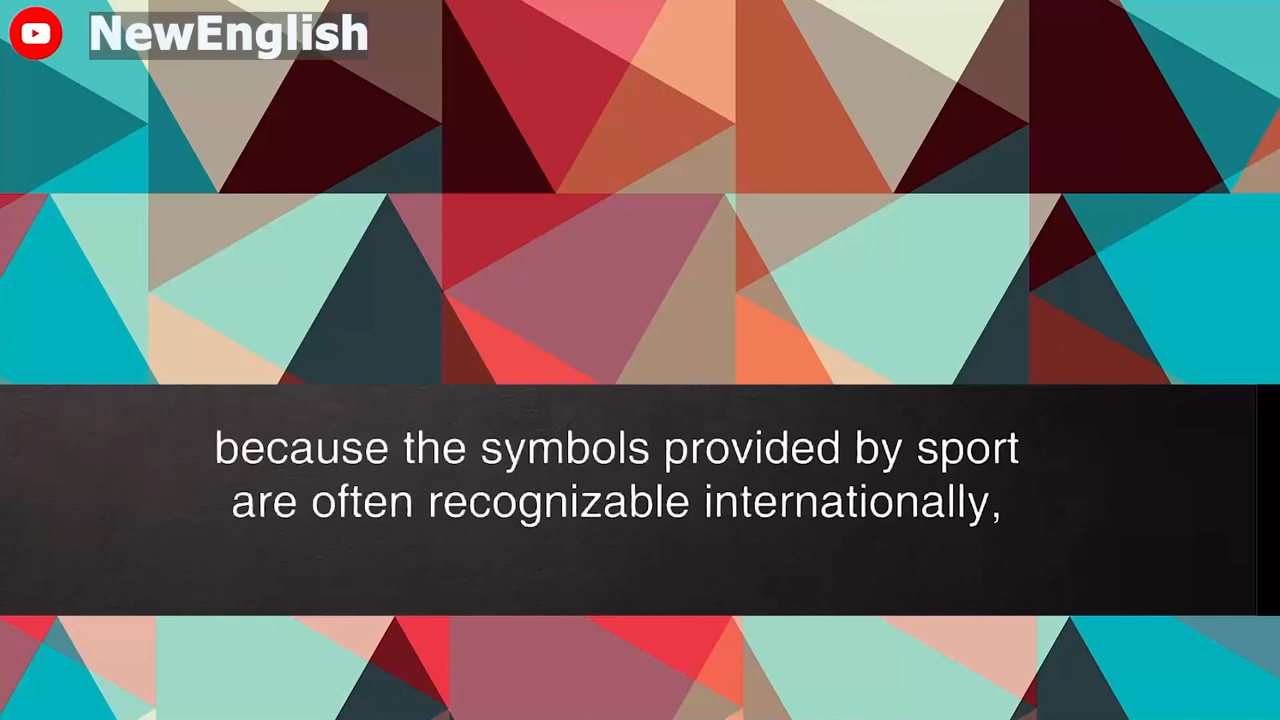 NewEnglish
because the symbols provided by sport
are often recognizable internationally,